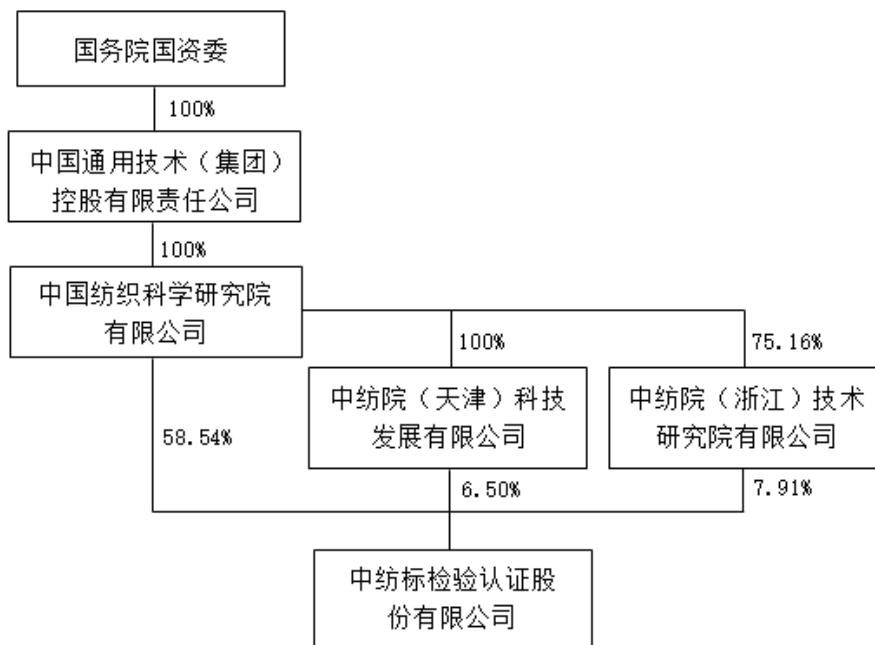 国务院国资委
100%
中国通用技术（集团）
控股有限责任公司
100%
中国纺织科学研究院
有限公司
100%
75.16%
58.54%
中纺院（天津）科技
发展有限公司
中纺院（浙江）技术
研究院有限公司
6.50%
7.91%
中纺标检验认证股
份有限公司